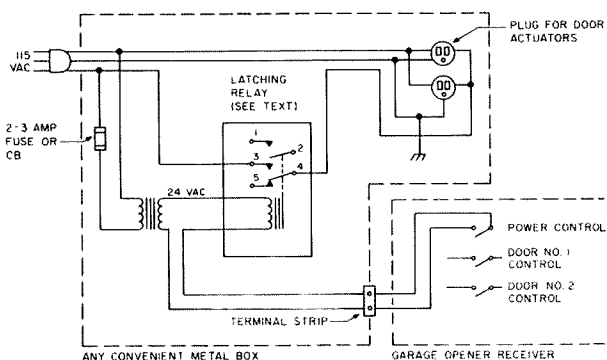 PLUG FOR DOOR
ACTUATORS
115
VAC
LATCHING
RELAY
(SEE TEXT)
2-3 AMP
FUSE OR
CB
1
2
3
4
5
24 VAC
POWER CONTROL
DOOR NO. 1
CONTROL
DOOR NO. 2
CONTROL
TERMINAL STRIP
ANY CONVENIENT METAL BOX
GARAGE OPENER RECEIVER